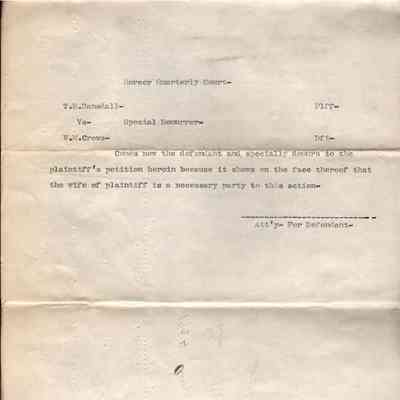 Mercer Quarterly Court-
T.H.Bansdall- Plff-
Vs- Special Demurrer-
W.M.Crews- Dft-
Comes now the defendant and specially demurs to the
plaintiff's petition herein because it shows on the face thereof that
the wife of plaintiff is a necessary party to this action-
Att'y- For Defendant-